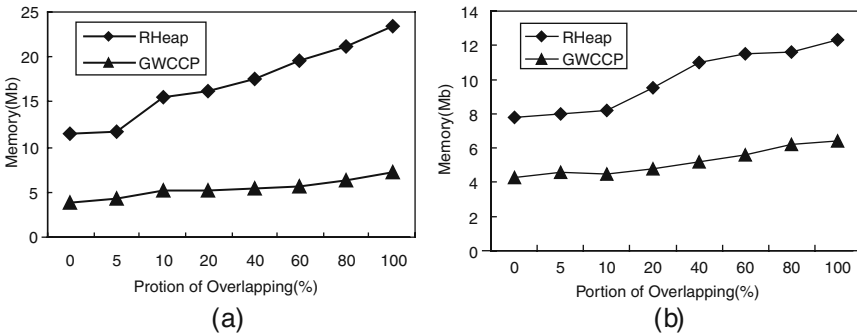 25
20
15
10
5
0
Memory(Mb)
RHeap
GWCCP
0 5 10 20 40 60 80 100
Protion of Overlapping(%)
(a)
14
12
10
8
6
4
2
0
Memory(Mb)
RHeap
GWCCP
0 5 10 20 40 60 80 100
Portion of Overlapping(%)
(b)